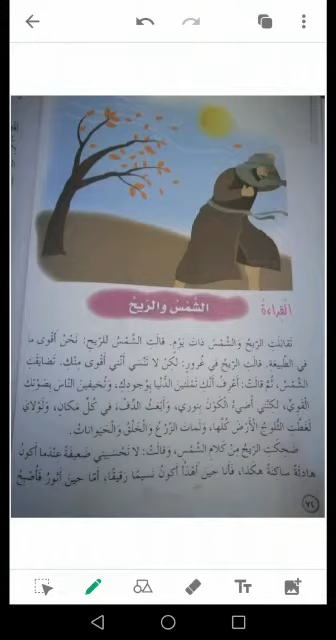 القراءة
الشمس والريح
تقابلت الريح والشمس ذات يوم. قالت الشمس للريح: نحن أقوى ما
في الطبيعة. قالت الريح في غرور: لكن لا تنسي أنني أقوى منك. تضايقت
الشمس، ثم قالت: أعرف أنك تملئين الدنيا بوجودك، وتخيفين الناس بصوتك
القوي، لكنني أضيء الكون بنوري، وأبعث الدفء في كل مكان، ولولاي
لغطت الثلوج الأرض كلها، ولمات الزرع والخلق والحيوانات.
ضحكت الريح من كلام الشمس، وقالت: لا تحسبيني ضعيفة عندما أكون
هادئة ساكنة هكذا، فأنا حين أهدأ أكون نسيما رقيقا، أما حين أثور فأصبح
٧٤
TT